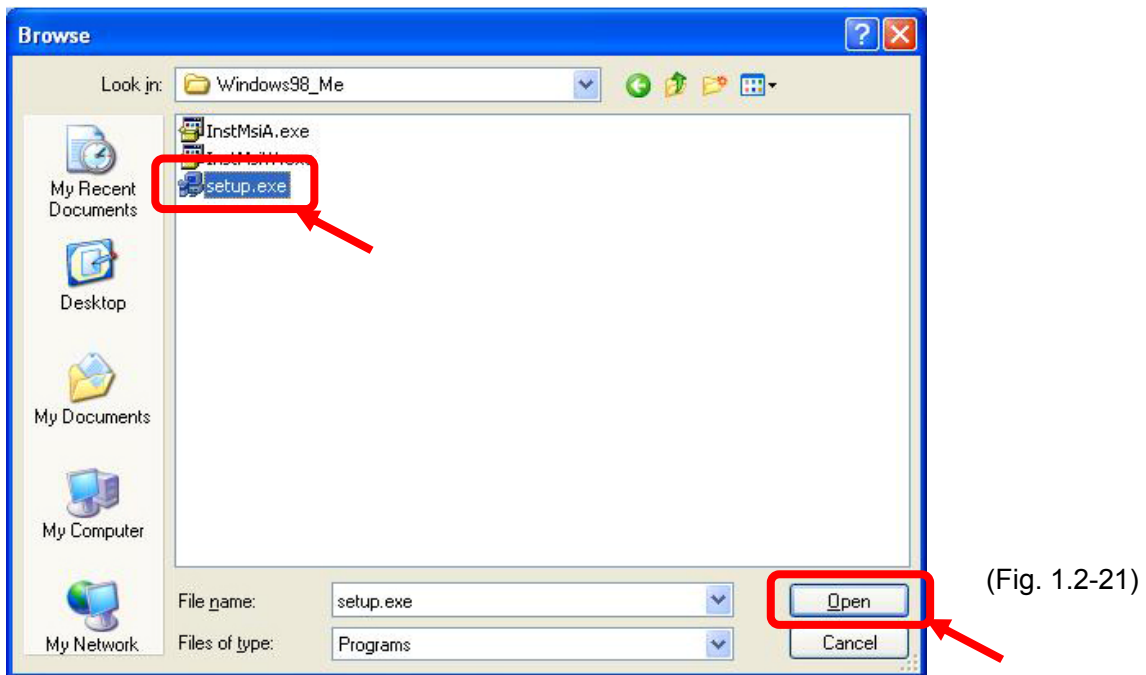 Browse
Look in: Windows98_Me
InstMsiA.exe
setup.exe
My Recent
Documents
Desktop
My Documents
My Computer
My Network
File name: setup.exe Open
Files of type: Programs Cancel
(Fig. 1.2-21)